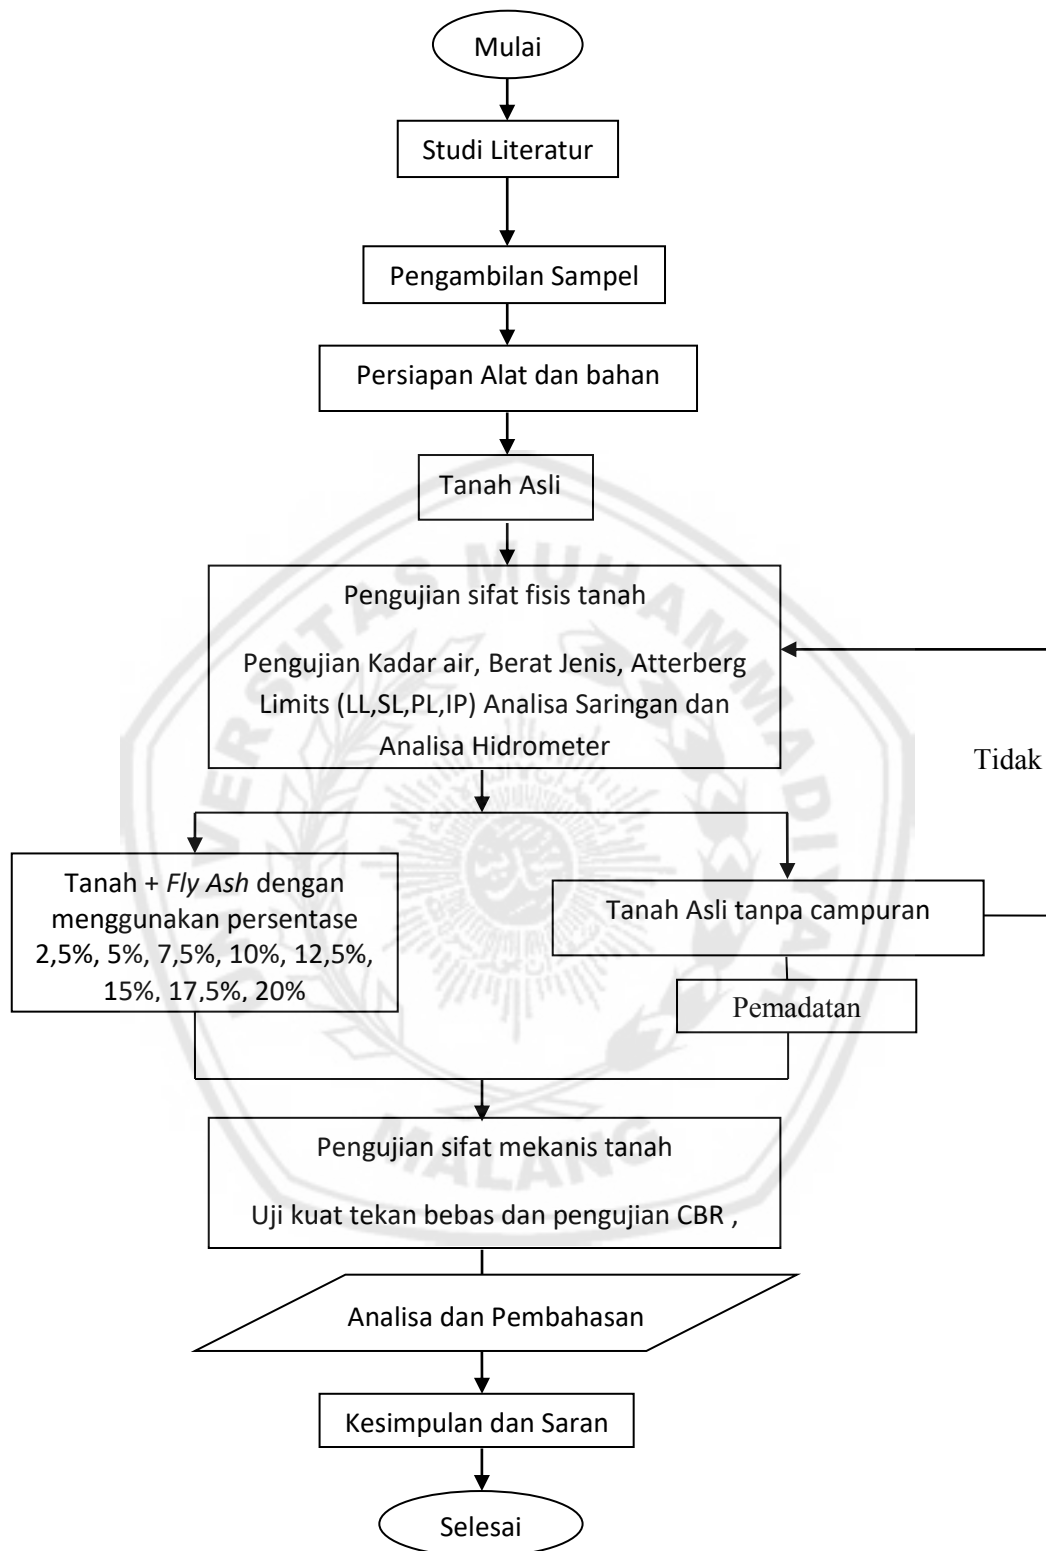 Mulai
Studi Literatur
Pengambilan Sampel
Persiapan Alat dan bahan
Tanah Asli
Pengujian sifat fisis tanah
Pengujian Kadar air, Berat Jenis, Atterberg
Limits (LL,SL,PL,IP) Analisa Saringan dan
Analisa Hidrometer
Tidak
Tanah + Fly Ash dengan
menggunakan persentase
2,5%, 5%, 7,5%, 10%, 12,5%,
15%, 17,5%, 20%
Tanah Asli tanpa campuran
Pemadatan
Pengujian sifat mekanis tanah
Uji kuat tekan bebas dan pengujian CBR ,
Analisa dan Pembahasan
Kesimpulan dan Saran
Selesai
UNIVERSITAS MUHAMMADIYAH
MALANG